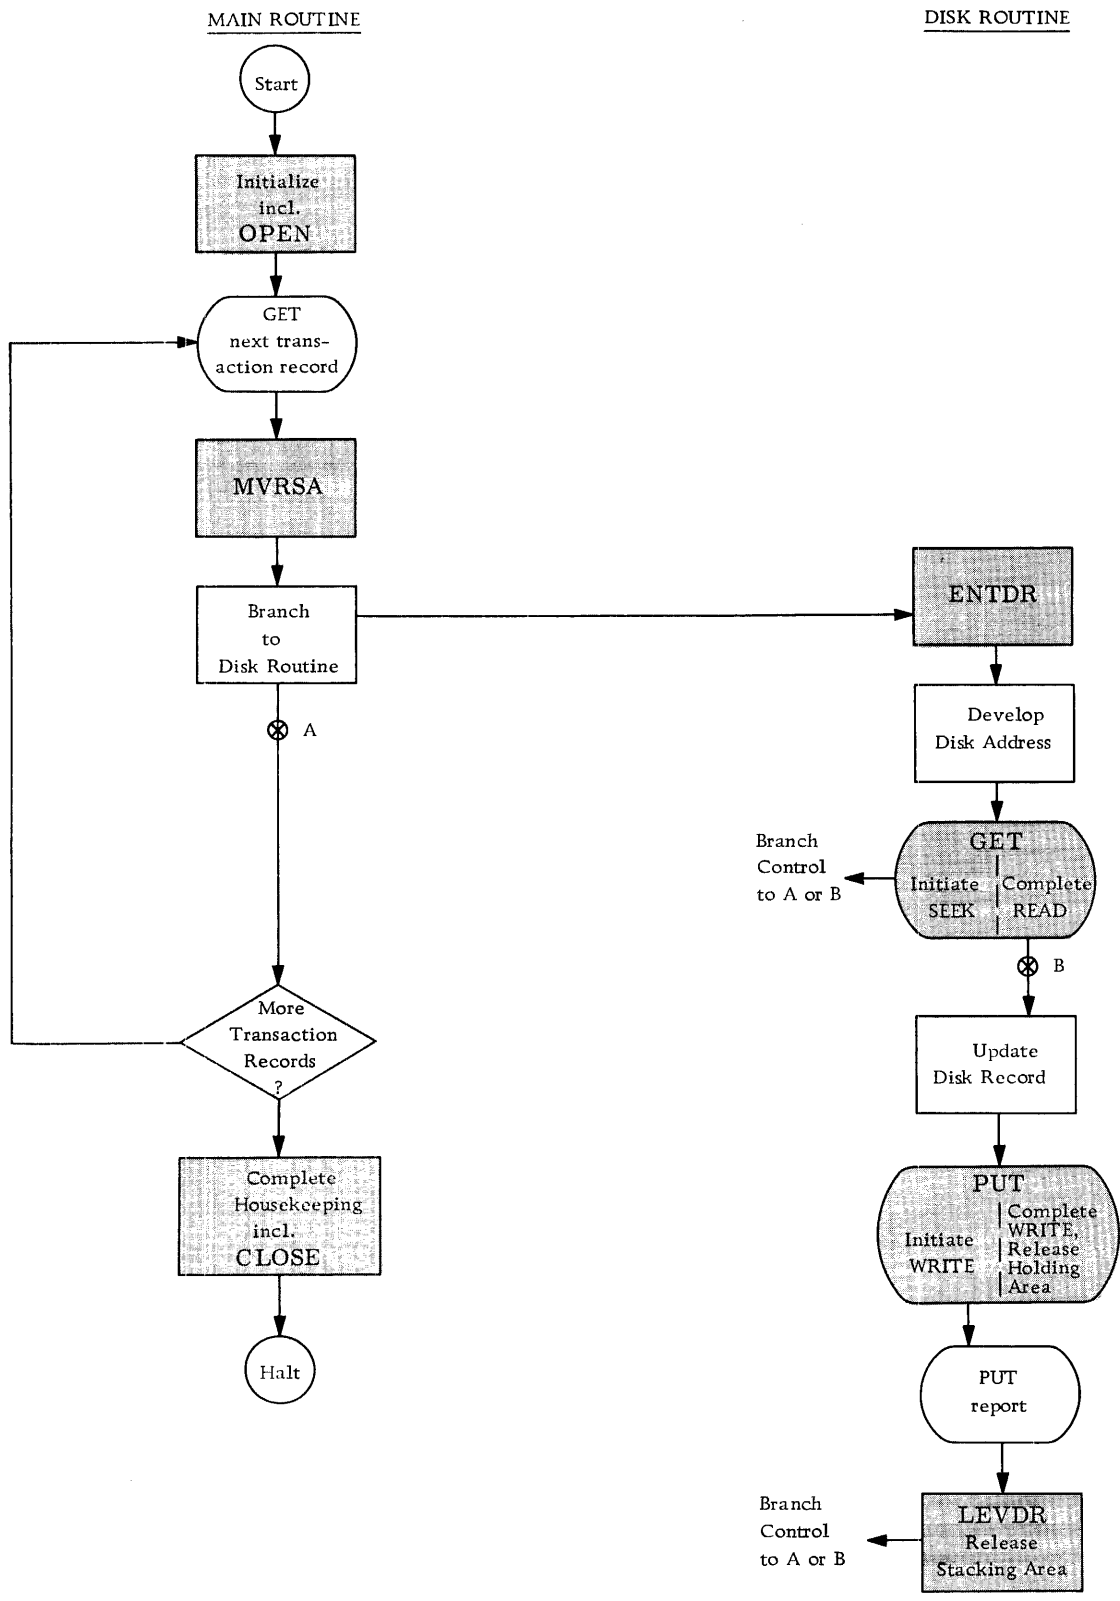 MAIN ROUTINE
DISK ROUTINE
Start
Initialize
incl.
OPEN
GET
next trans-
action record
MVRSA
Branch
to
Disk Routine
A
More
Transaction
Records
?
Complete
Housekeeping
incl.
CLOSE
Halt
ENTDR
Develop
Disk Address
Branch
Control
to A or B
GET
Initiate
SEEK
Complete
READ
B
Update
Disk Record
PUT
Initiate
WRITE
Complete
WRITE,
Release
Holding
Area
PUT
report
Branch
Control
to A or B
LEVDR
Release
Stacking Area